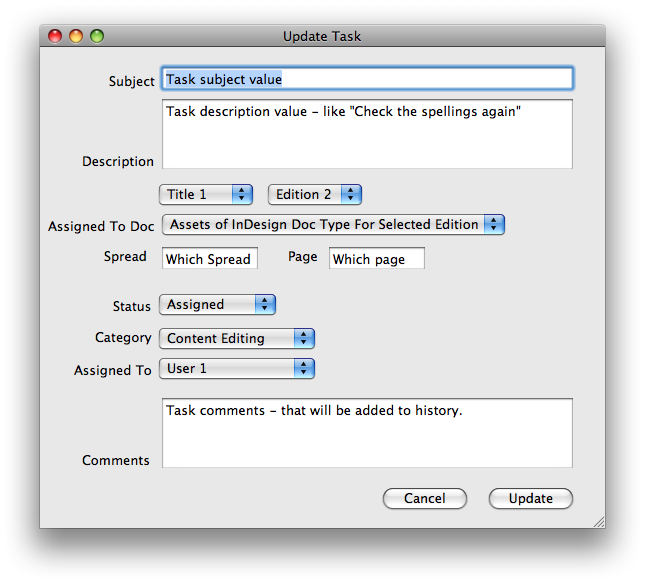 Update Task
Subject Task subject value
Task description value - like "Check the spellings again"
Description
Title 1 Edition 2
Assigned To Doc Assets of InDesign Doc Type For Selected Edition
Spread Which Spread Page Which page
Status Assigned
Category Content Editing
Assigned To User 1
Task comments - that will be added to history.
Comments
Cancel Update